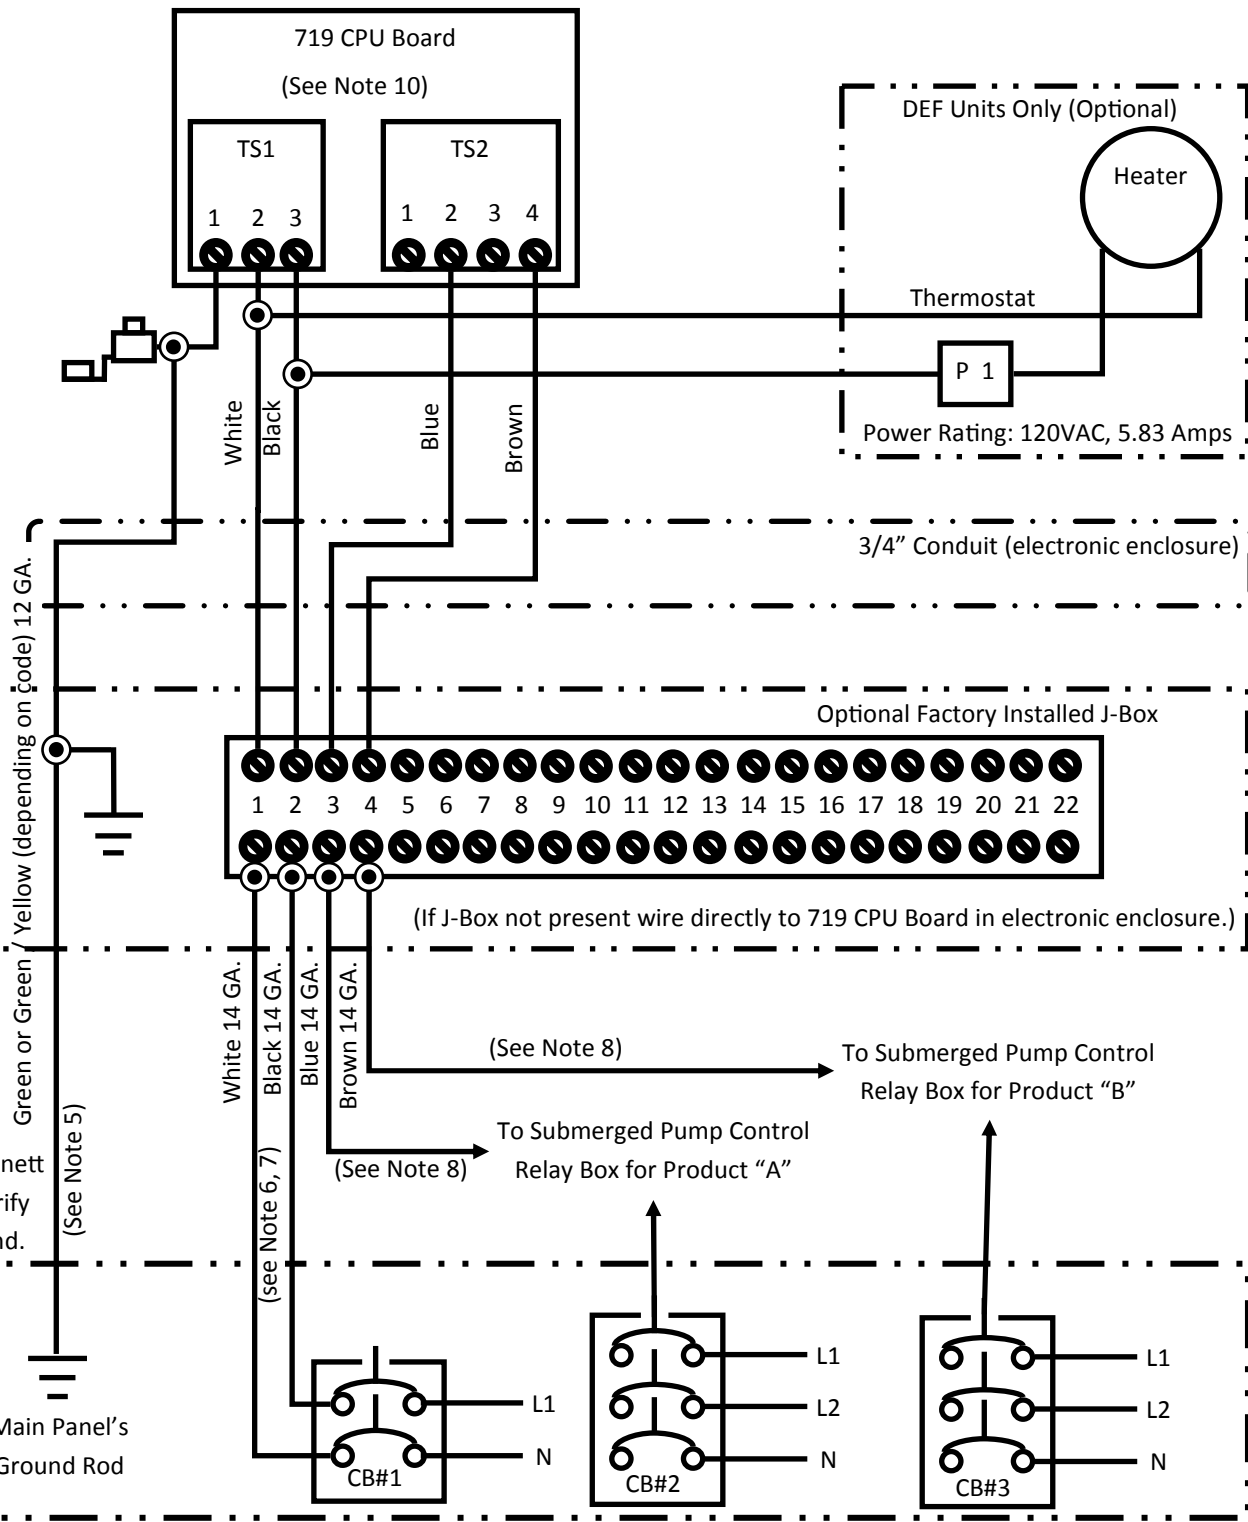 719 CPU Board
(See Note 10)
TS1
TS2
1 2 3
1 2 3 4
DEF Units Only (Optional)
Heater
Thermostat
P 1
Power Rating: 120VAC, 5.83 Amps
White
Black
Blue
Brown
3/4” Conduit (electronic enclosure)
Green or Green / Yellow (depending on code) 12 GA.
Optional Factory Installed J-Box
1 2 3 4 5 6 7 8 9 10 11 12 13 14 15 16 17 18 19 20 21 22
(If J-Box not present wire directly to 719 CPU Board in electronic enclosure.)
White 14 GA.
Black 14 GA.
Blue 14 GA.
Brown 14 GA.
(See Note 8)
To Submerged Pump Control
Relay Box for Product “B”
To Submerged Pump Control
Relay Box for Product “A”
(See Note 8)
(See Note 5)
(see Note 6, 7)
nett
rify
nd.
Main Panel’s
Ground Rod
L1
N
CB#1
L1
L2
N
CB#2
L1
L2
N
CB#3